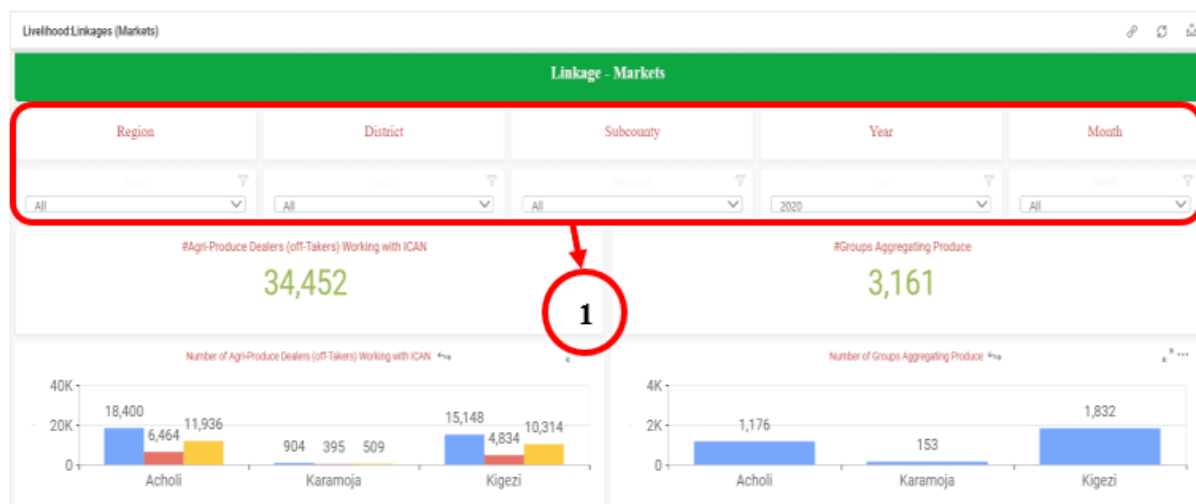 Livelihood:Linkages (Markets)
Linkage - Markets
Region District Subcounty Year Month
All All All 2020 All
#Agri-Produce Dealers (off-Takers) Working with ICAN #Groups Aggregating Produce
34,452 3,161
1
Number of Agri-Produce Dealers (off-Takers) Working with ICAN Number of Groups Aggregating Produce
40K
18,400
6,464
11,936
20K
904 395 509
15,148
4,834
10,314
0
Acholi Karamoja Kigezi
4K
1,832
2K
1,176
153
0
Acholi Karamoja Kigezi